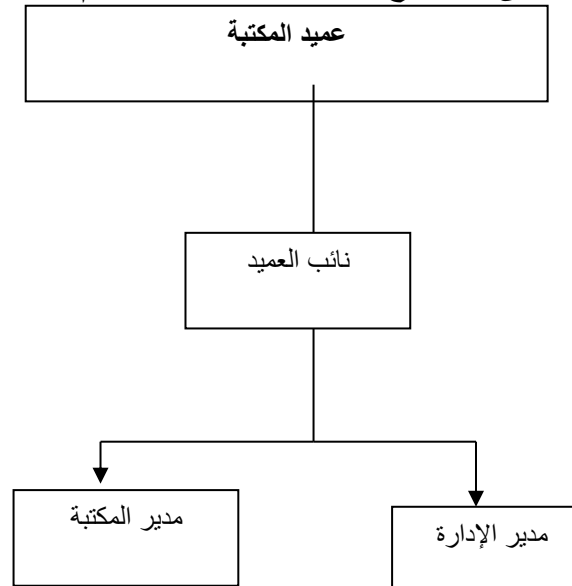 عميد المكتبة
نائب العميد
مدير الإدارة
مدير المكتبة